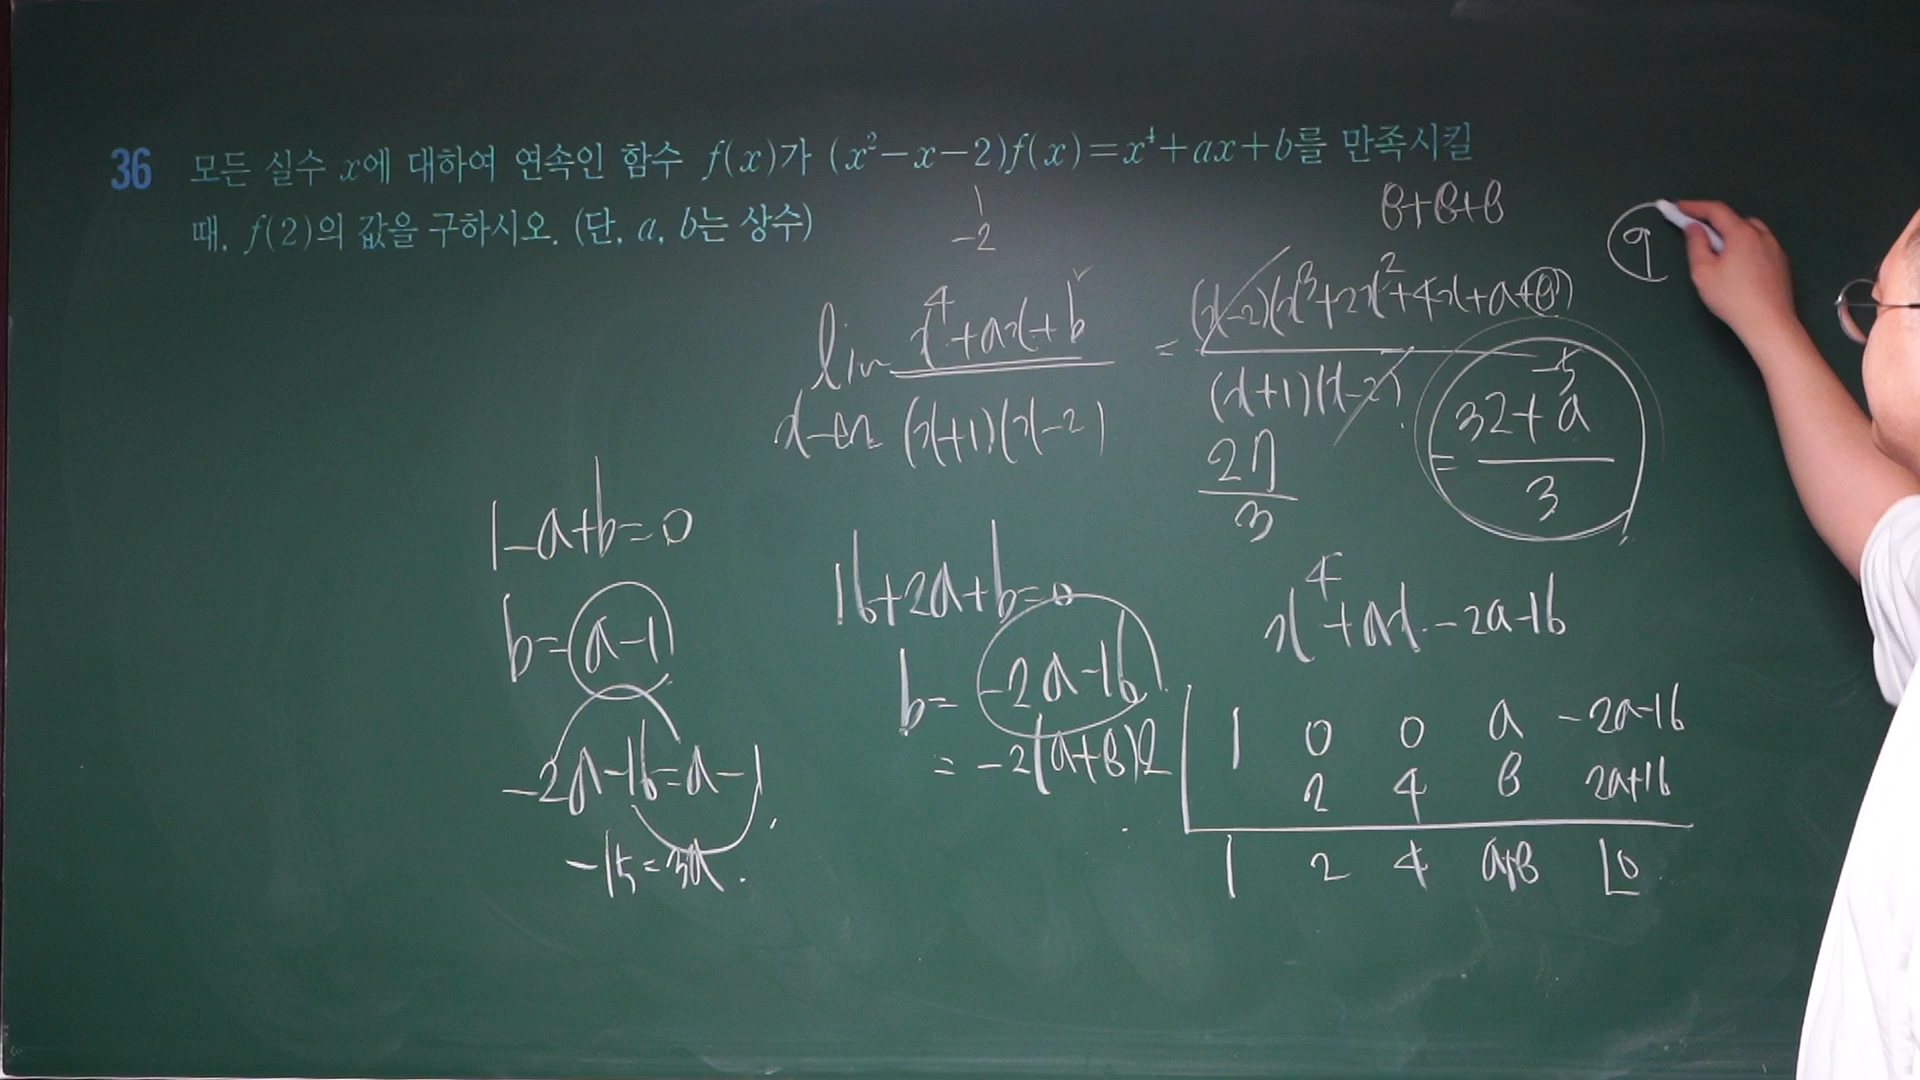 36 모든 실수 x에 대하여 연속인 함수 f(x)가 (x²-x-2)f(x)=x⁴+ax+b를 만족시킬
때, f(2)의 값을 구하시오. (단, a, b는 상수)
1
-2
8+8+8
9
lim x⁴+ax+b
(x+1)(x-2)
= (x-2)(x³+2x²+4x+a+8)
(x+1)(x-2)
-5
= 32+a
3
27
3
1-a+b=0
b=a-1
-2a-16=a-1
-15=3a
16+2a+b=0
b=-2a-16
=-2(a+8)
x⁴+ax-2a-16
2 1 0 0 a -2a-16
2 4 8 2a+16
1 2 4 a+8 0